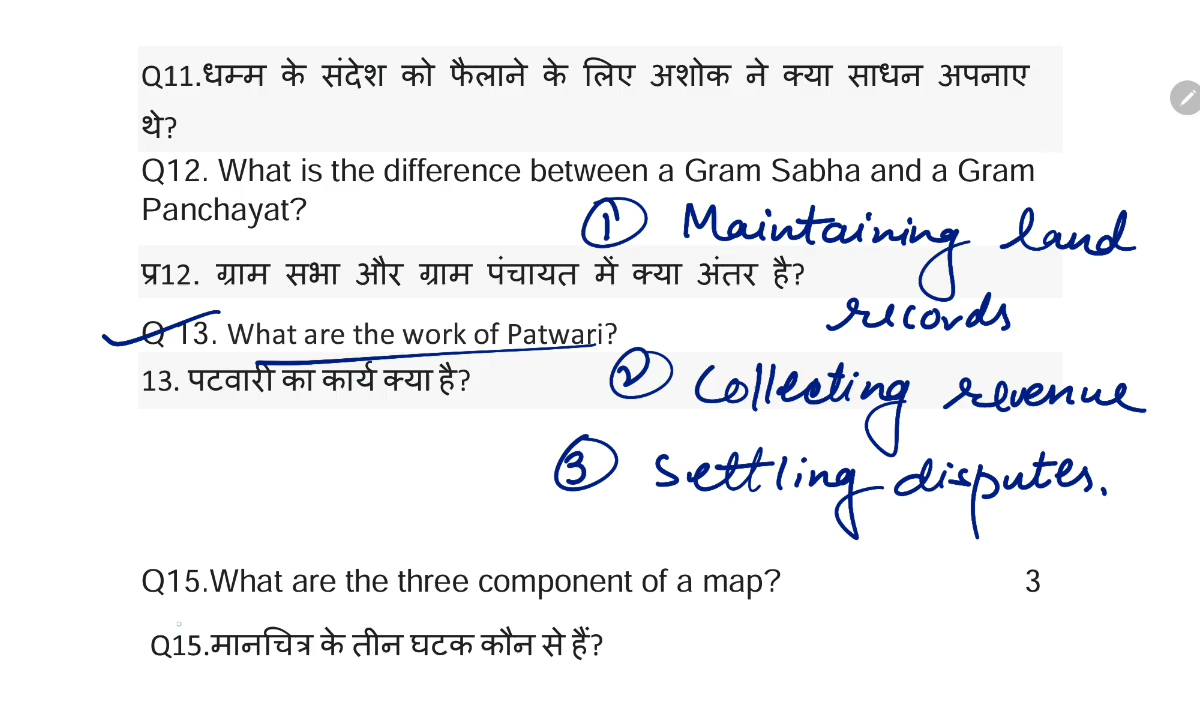 Q11.धम्म के संदेश को फैलाने के लिए अशोक ने क्या साधन अपनाए
थे?
Q12. What is the difference between a Gram Sabha and a Gram
Panchayat?
① Maintaining land
प्र12. ग्राम सभा और ग्राम पंचायत में क्या अंतर है?
records
Q 13. What are the work of Patwari?
13. पटवारी का कार्य क्या है?
② Collecting revenue
③ Settling disputes.
Q15.What are the three component of a map? 3
Q15.मानचित्र के तीन घटक कौन से हैं?